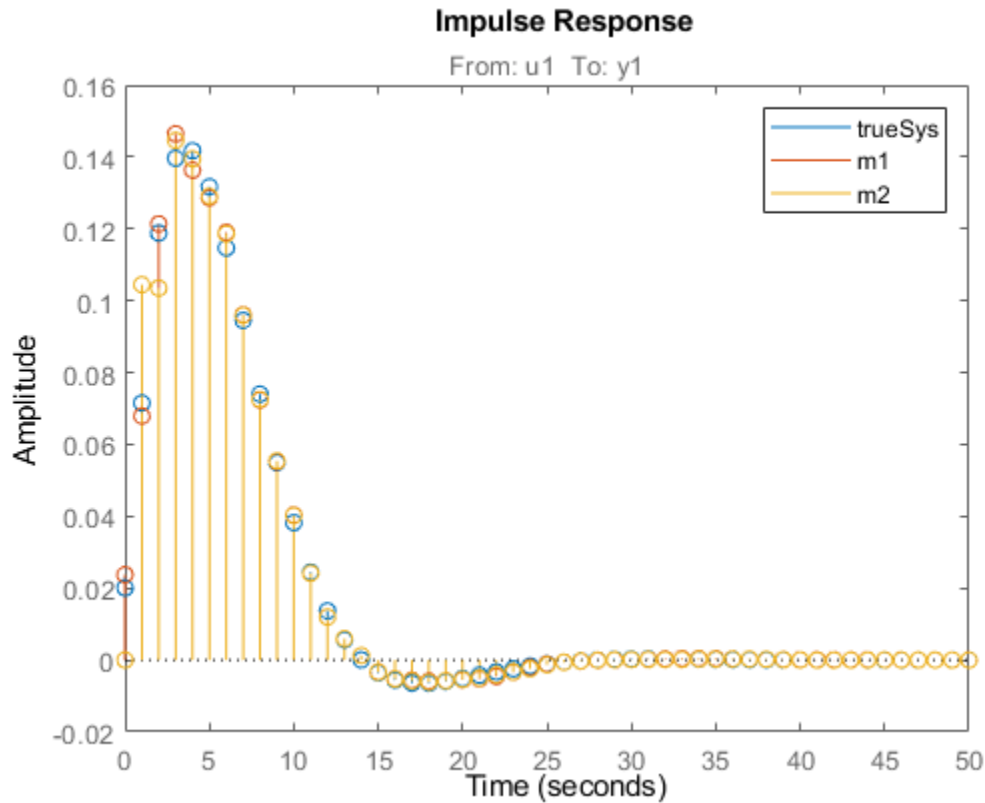 Impulse Response
From: u1  To: y1
Amplitude
0.16
0.14
0.12
0.1
0.08
0.06
0.04
0.02
0
-0.02
trueSys
m1
m2
0 5 10 15 20 25 30 35 40 45 50
Time (seconds)